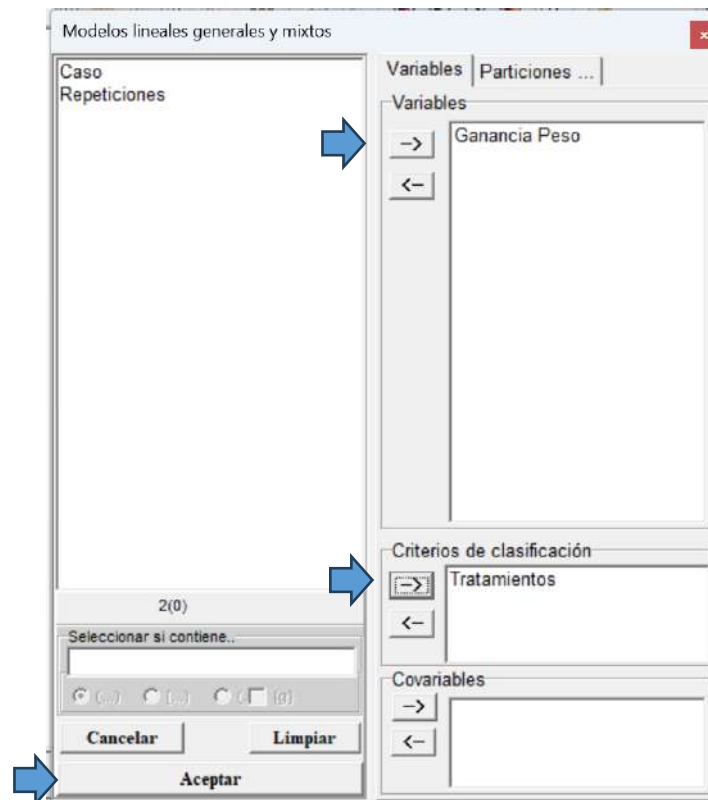 Modelos lineales generales y mixtos
×
Caso
Repeticiones
2(0)
Seleccionar si contiene..
Cancelar
Limpiar
Aceptar
Variables
Particiones ...
Variables
-->
<--
Ganancia Peso
Criterios de clasificación
-->
<--
Tratamientos
Covariables
-->
<--